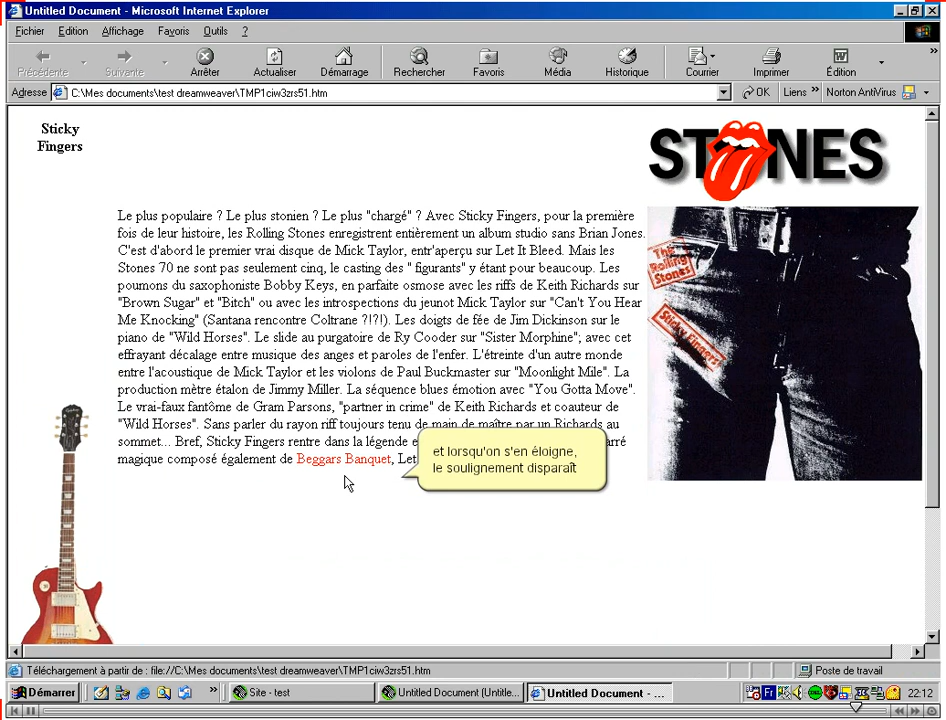 Untitled Document - Microsoft Internet Explorer
Fichier Edition Affichage Favoris Outils ?
Précédente Suivante Arrêter Actualiser Démarrage Rechercher Favoris Média Historique Courrier Imprimer Édition »
Adresse C:\Mes documents\test dreamweaver\TMP1ciw3zrs51.htm OK Liens » Norton AntiVirus
Sticky
Fingers
STONES
Le plus populaire ? Le plus stonien ? Le plus "chargé" ? Avec Sticky Fingers, pour la première
fois de leur histoire, les Rolling Stones enregistrent entièrement un album studio sans Brian Jones.
C'est d'abord le premier vrai disque de Mick Taylor, entr'aperçu sur Let It Bleed. Mais les
Stones 70 ne sont pas seulement cinq, le casting des " figurants" y étant pour beaucoup. Les
poumons du saxophoniste Bobby Keys, en parfaite osmose avec les riffs de Keith Richards sur
"Brown Sugar" et "Bitch" ou avec les introspections du jeunot Mick Taylor sur "Can't You Hear
Me Knocking" (Santana rencontre Coltrane ?!?!). Les doigts de fée de Jim Dickinson sur le
piano de "Wild Horses". Le slide au purgatoire de Ry Cooder sur "Sister Morphine"; avec cet
effrayant décalage entre musique des anges et paroles de l'enfer. L'étreinte d'un autre monde
entre l'acoustique de Mick Taylor et les violons de Paul Buckmaster sur "Moonlight Mile". La
production mètre étalon de Jimmy Miller. La séquence blues émotion avec "You Gotta Move".
Le vrai-faux fantôme de Gram Parsons, "partner in crime" de Keith Richards et coauteur de
"Wild Horses". Sans parler du rayon riff toujours tenu de main de maître par un Richards au
sommet... Bref, Sticky Fingers rentre dans la légende e arré
magique composé également de Beggars Banquet, Let
et lorsqu'on s'en éloigne,
le soulignement disparaît
The
Rolling
Stones
Sticky Fingers
Téléchargement à partir de : file://C:\Mes documents\test dreamweaver\TMP1ciw3zrs51.htm Poste de travail
Démarrer » Site - test Untitled Document (Untitle... Untitled Document - ... Fr 22:12